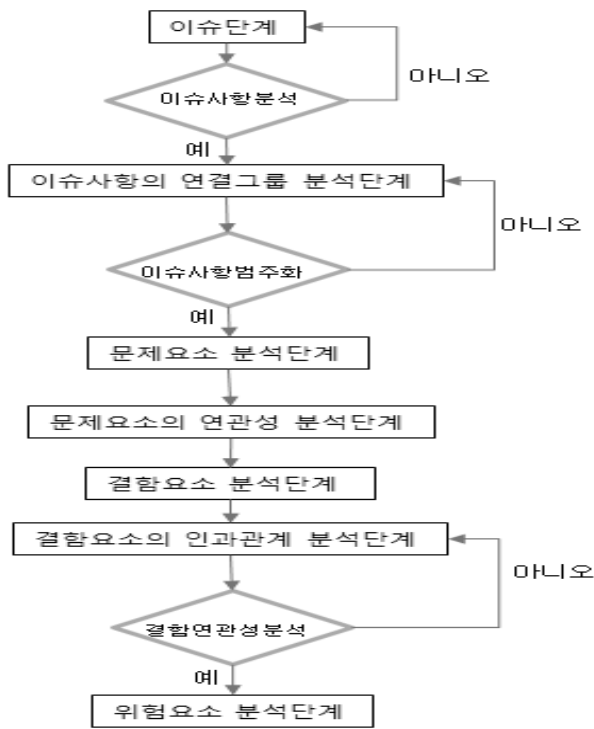 이슈단계
아니오
이슈사항분석
예
이슈사항의 연결그룹 분석단계
아니오
이슈사항범주화
예
문제요소 분석단계
문제요소의 연관성 분석단계
결함요소 분석단계
결함요소의 인과관계 분석단계
아니오
결함연관성분석
예
위험요소 분석단계